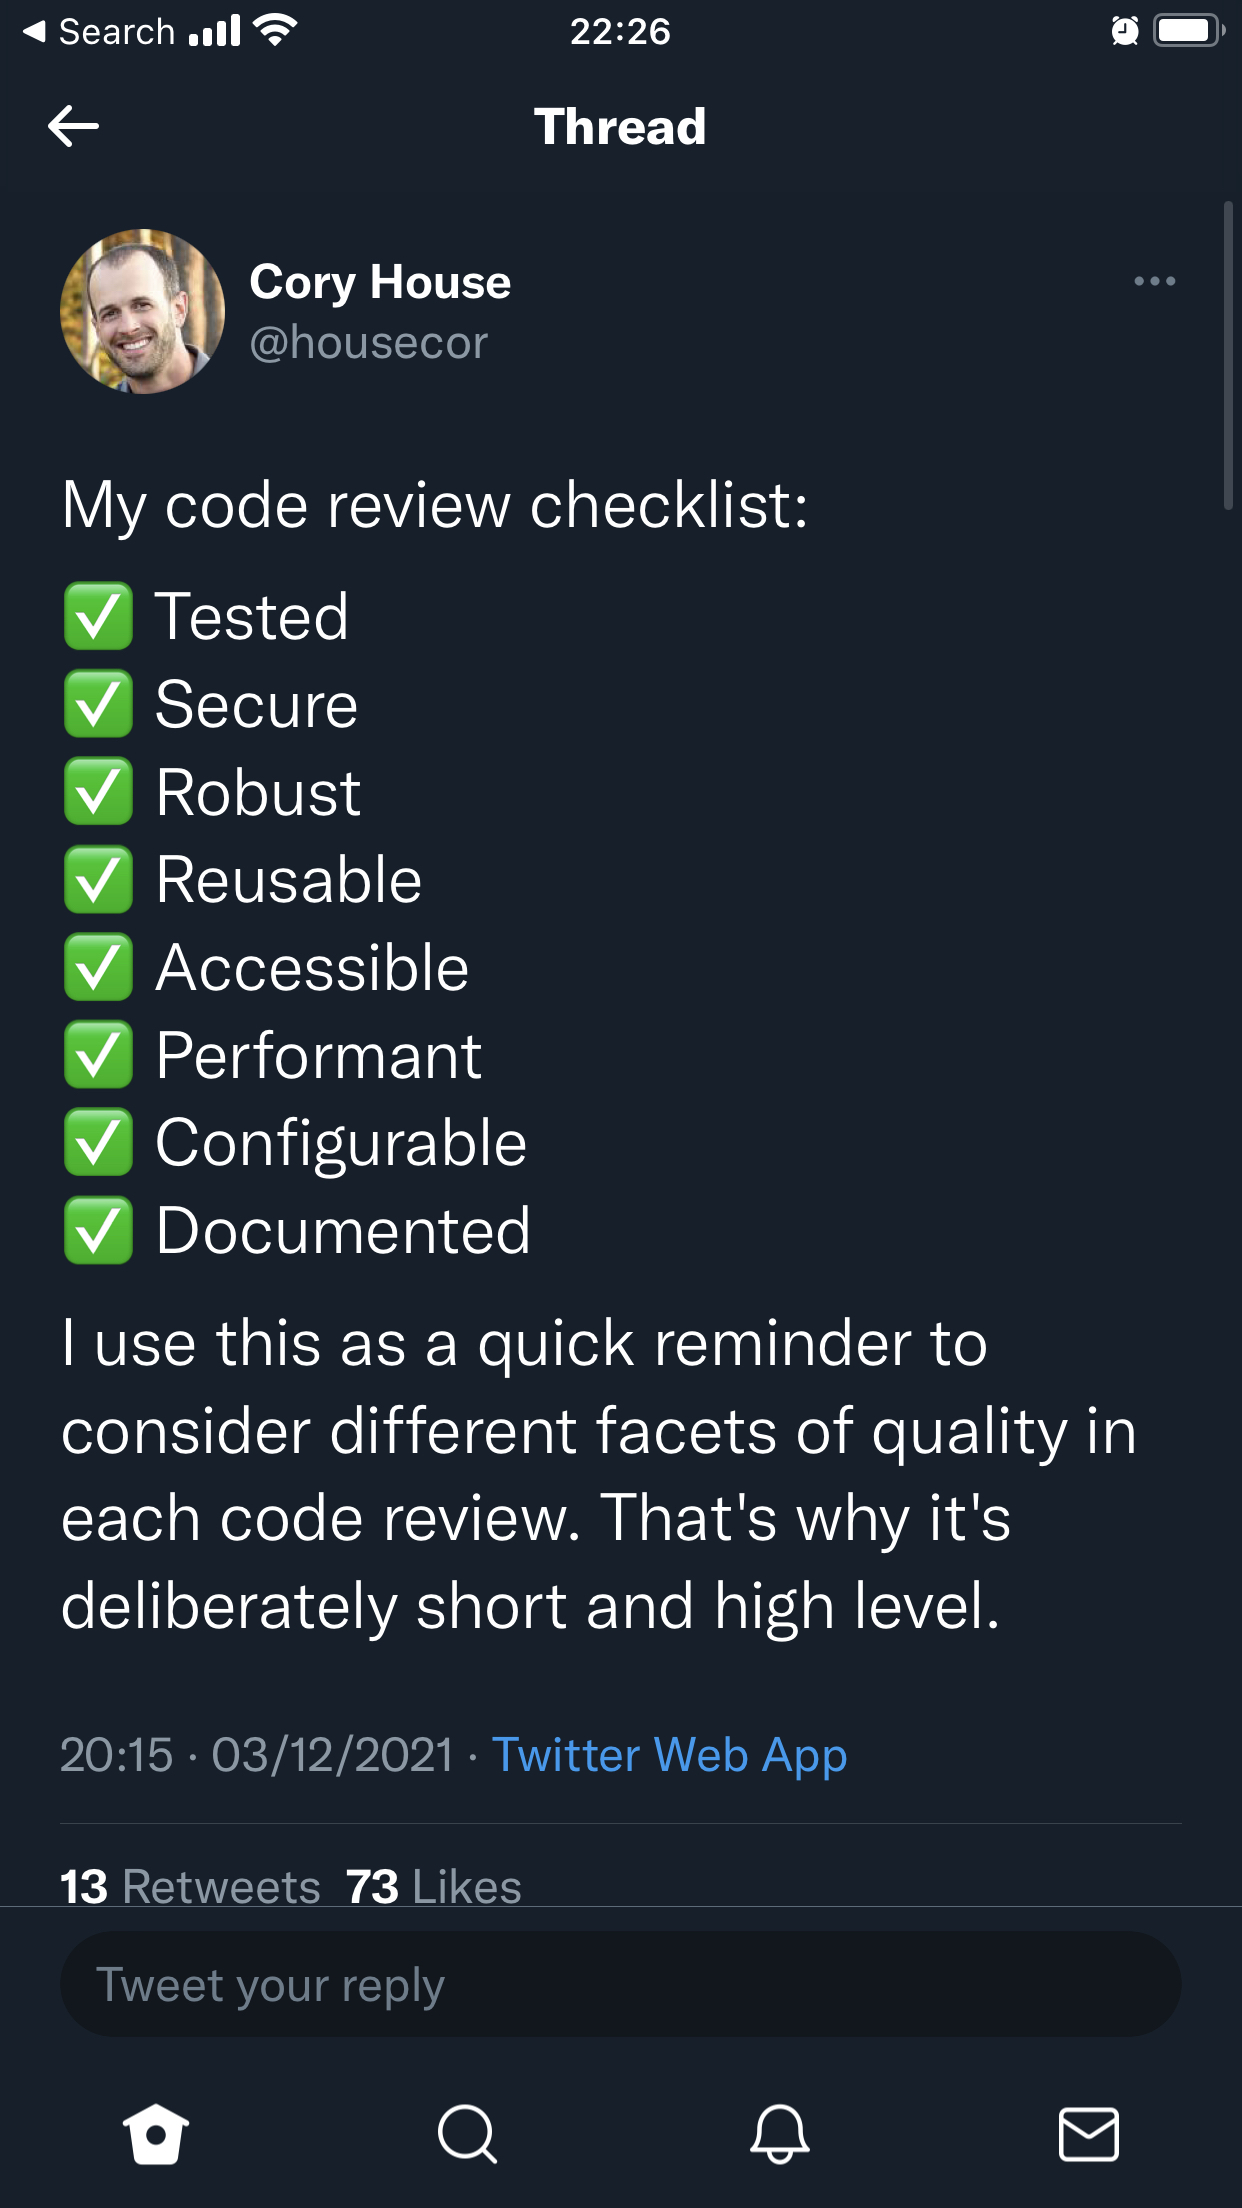 Search
22:26
Thread
Cory House
@housecor
My code review checklist:
✅ Tested
✅ Secure
✅ Robust
✅ Reusable
✅ Accessible
✅ Performant
✅ Configurable
✅ Documented
I use this as a quick reminder to
consider different facets of quality in
each code review. That's why it's
deliberately short and high level.
20:15 · 03/12/2021 · Twitter Web App
13 Retweets 73 Likes
Tweet your reply